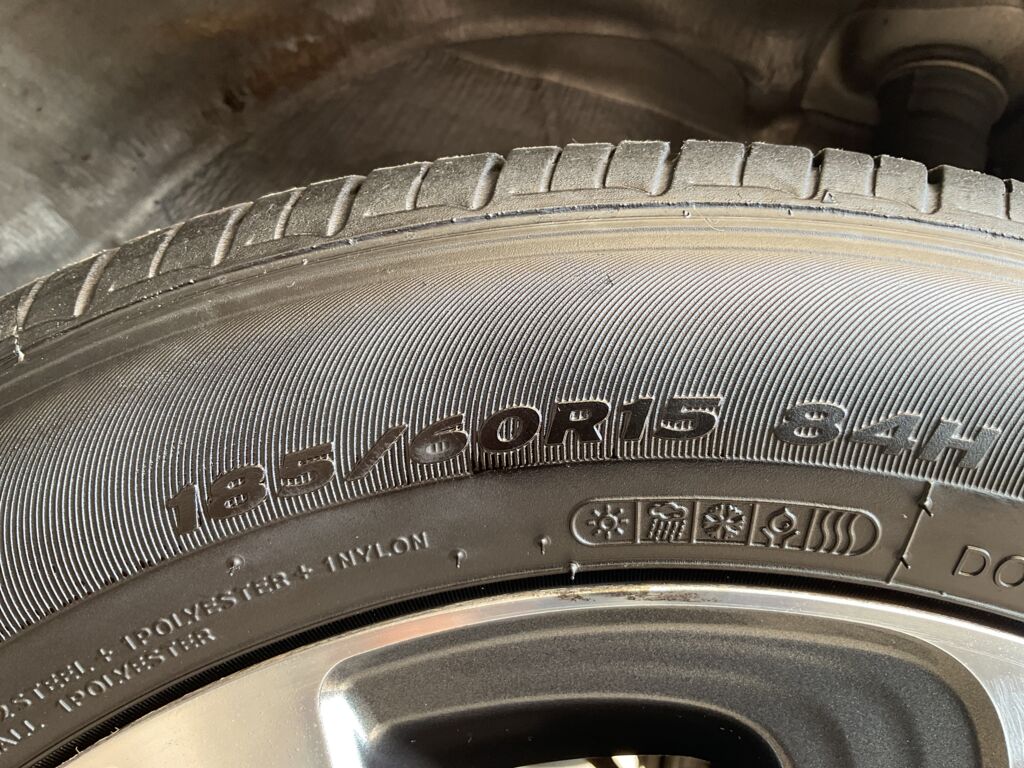 185/60R15 84H
2STEEL + 1POLYESTER + 1NYLON
ALL. 1POLYESTER
DO